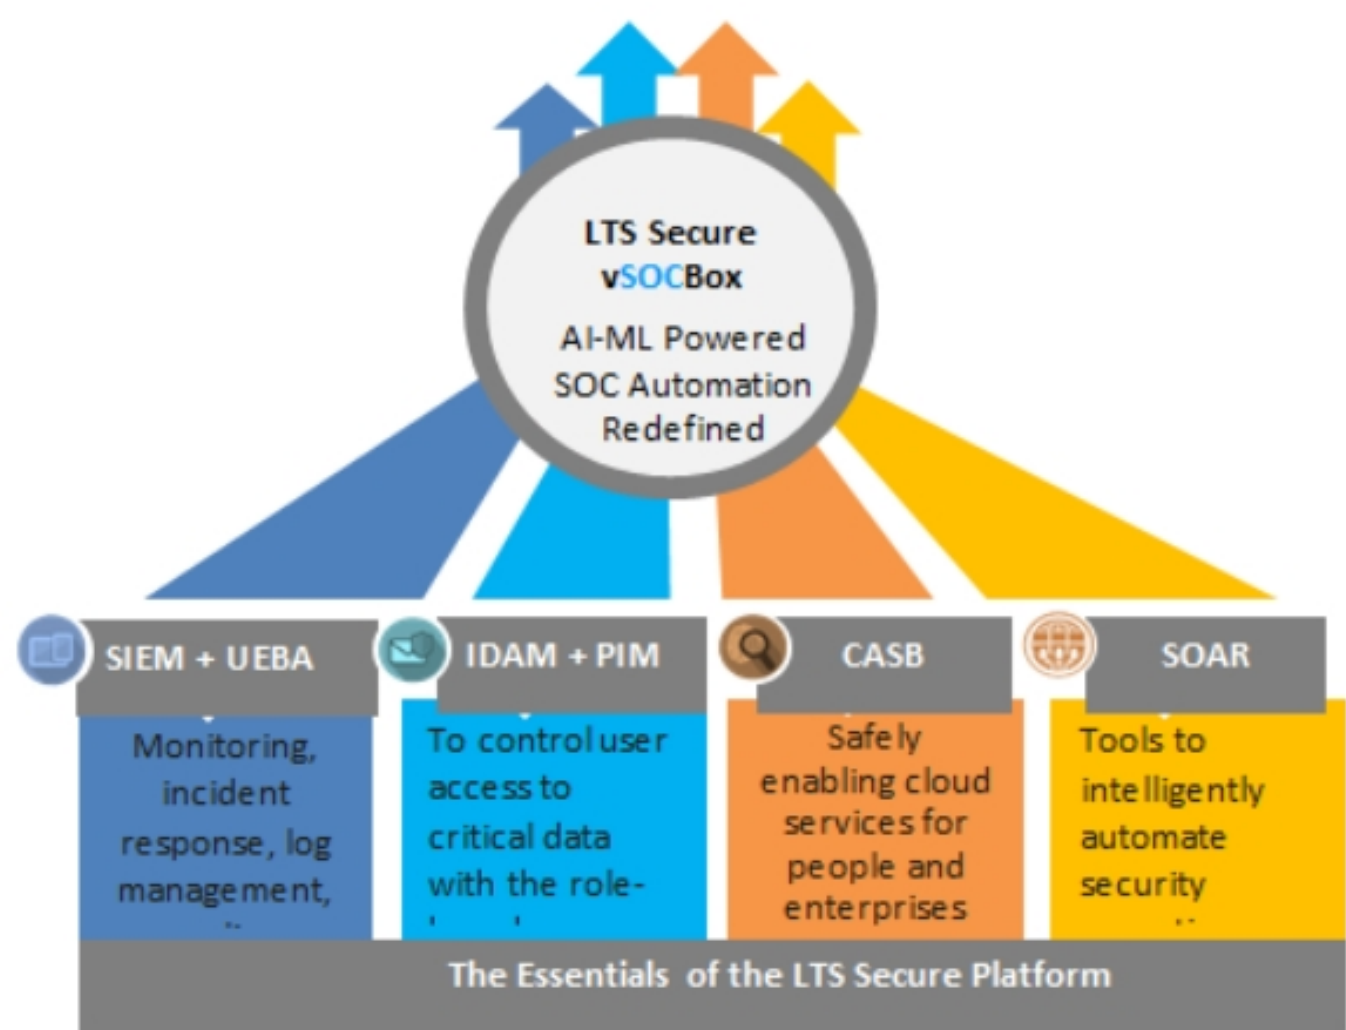 LTS Secure
vSOCBox
AI-ML Powered
SOC Automation
Redefined
SIEM + UEBA
Monitoring,
incident
response, log
management,
IDAM + PIM
To control user
access to
critical data
with the role-
CASB
Safely
enabling cloud
services for
people and
enterprises
SOAR
Tools to
intelligently
automate
security
The Essentials of the LTS Secure Platform